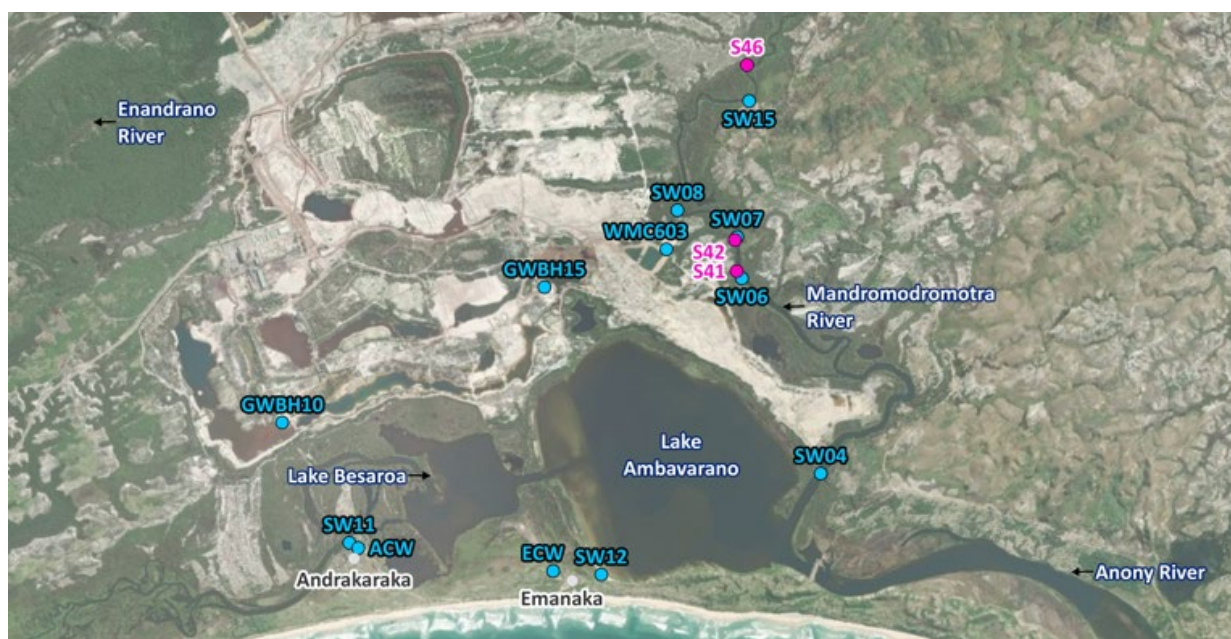 S46
Enandrano
River
SW15
SW08
SW07
WMC603
S42
GWBH15
S41
SW06
Mandromodromotra
River
GWBH10
Lake
Ambavarano
Lake Besaroa
SW04
SW11
ACW
ECW
SW12
Andrakaraka
Emanaka
Anony River